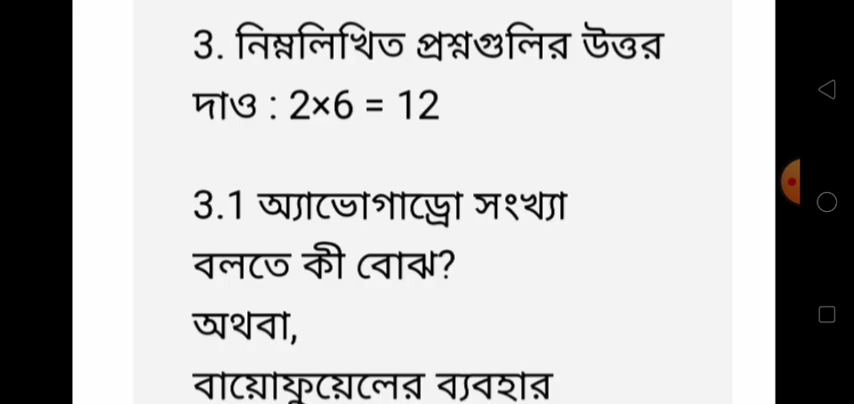 3. নিম্নলিখিত প্রশ্নগুলির উত্তর
দাও : 2×6 = 12
3.1 অ্যাভোগাড্রো সংখ্যা
বলতে কী বোঝ?
অথবা,
বায়োফুয়েলের ব্যবহার